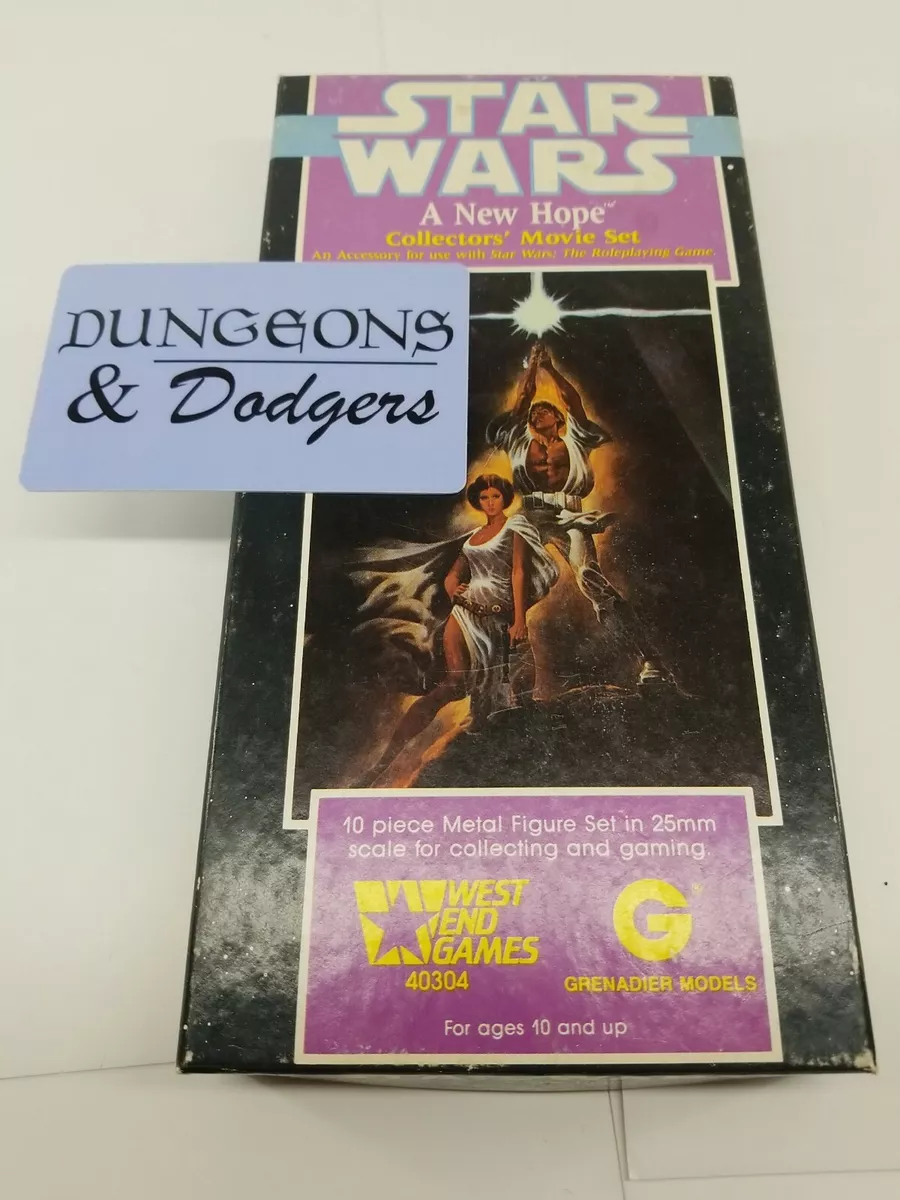 STAR
WARS
A New Hope™
Collectors' Movie Set
An Accessory for use with Star Wars: The Roleplaying Game.
DUNGEONS
& Dodgers
10 piece Metal Figure Set in 25mm
scale for collecting and gaming.
WEST
END
GAMES
40304
G®
GRENADIER MODELS
For ages 10 and up